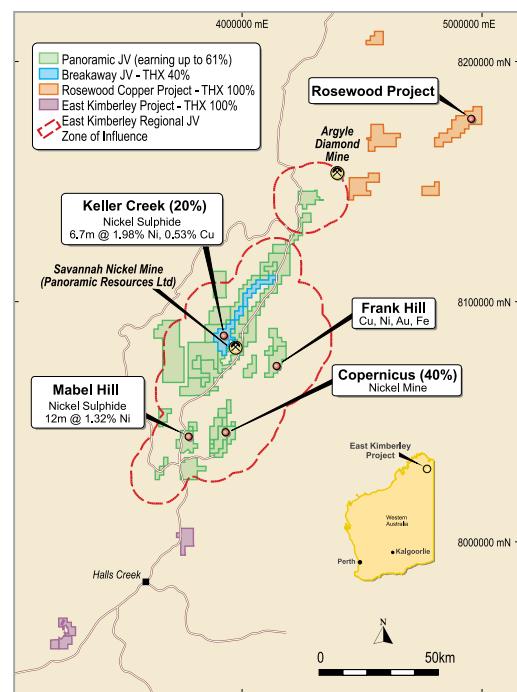 4000000 mE
5000000 mE
8200000 mN
Panoramic JV (earning up to 61%)
Breakaway JV - THX 40%
Rosewood Copper Project - THX 100%
East Kimberley Project - THX 100%
East Kimberley Regional JV
Zone of Influence
Rosewood Project
Argyle
Diamond
Mine
Keller Creek (20%)
Nickel Sulphide
6.7m @ 1.98% Ni, 0.53% Cu
Savannah Nickel Mine
(Panoramic Resources Ltd)
8100000 mN
Frank Hill
Cu, Ni, Au, Fe
Copernicus (40%)
Nickel Mine
Mabel Hill
Nickel Sulphide
12m @ 1.32% Ni
East Kimberley
Project
Western
Australia
Kalgoorlie
Perth
8000000 mN
Halls Creek
N
0
50km